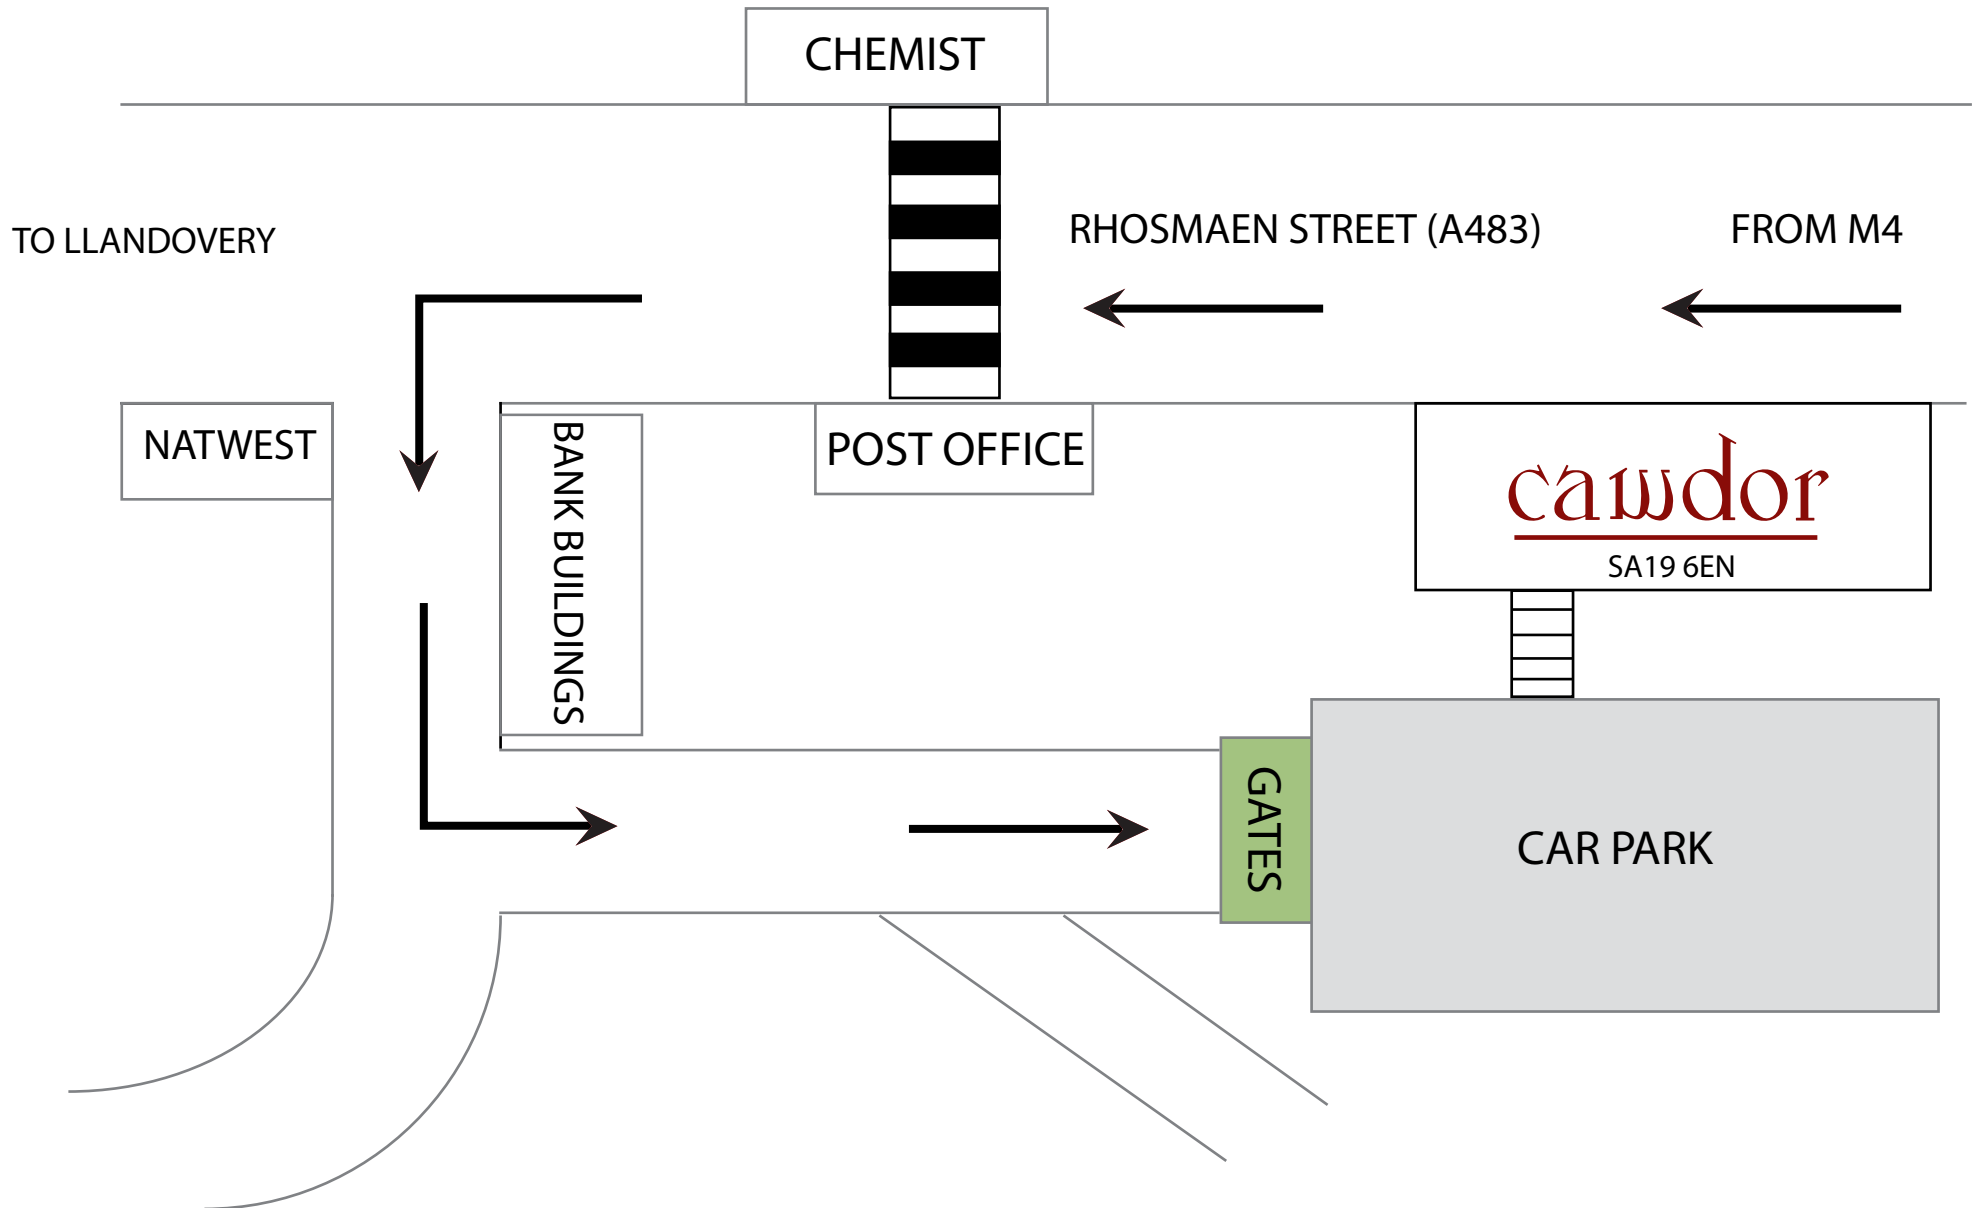 CHEMIST
TO LLANDOVERY
RHOSMAEN STREET (A483)
FROM M4
NATWEST
BANK BUILDINGS
POST OFFICE
cawdor
SA19 6EN
GATES
CAR PARK